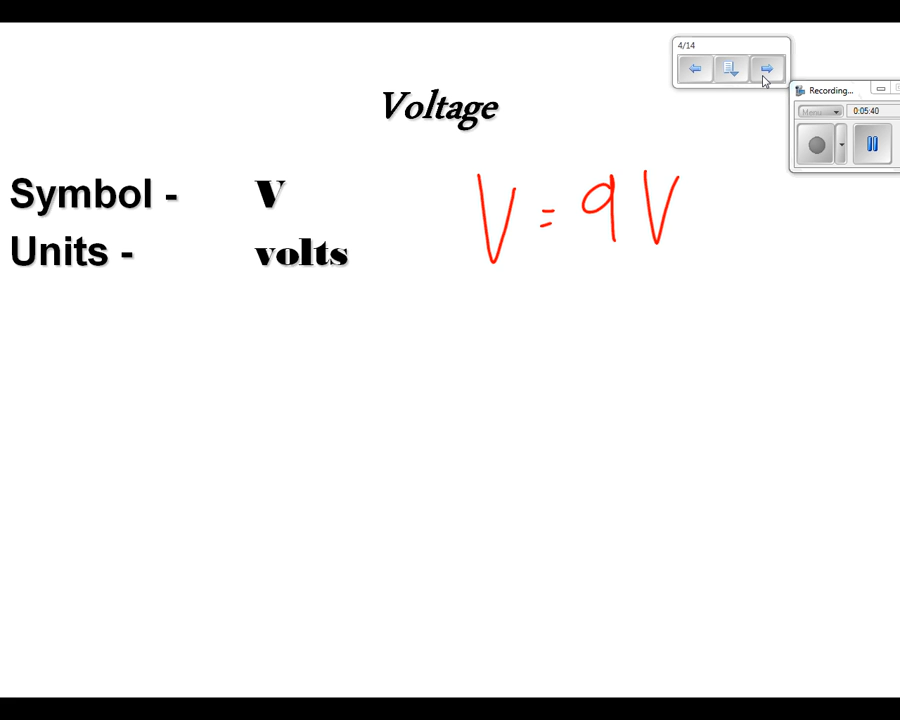 4/14
Recording...
Menu
0:05:40
Voltage
Symbol - V
V = 9 V
Units - volts